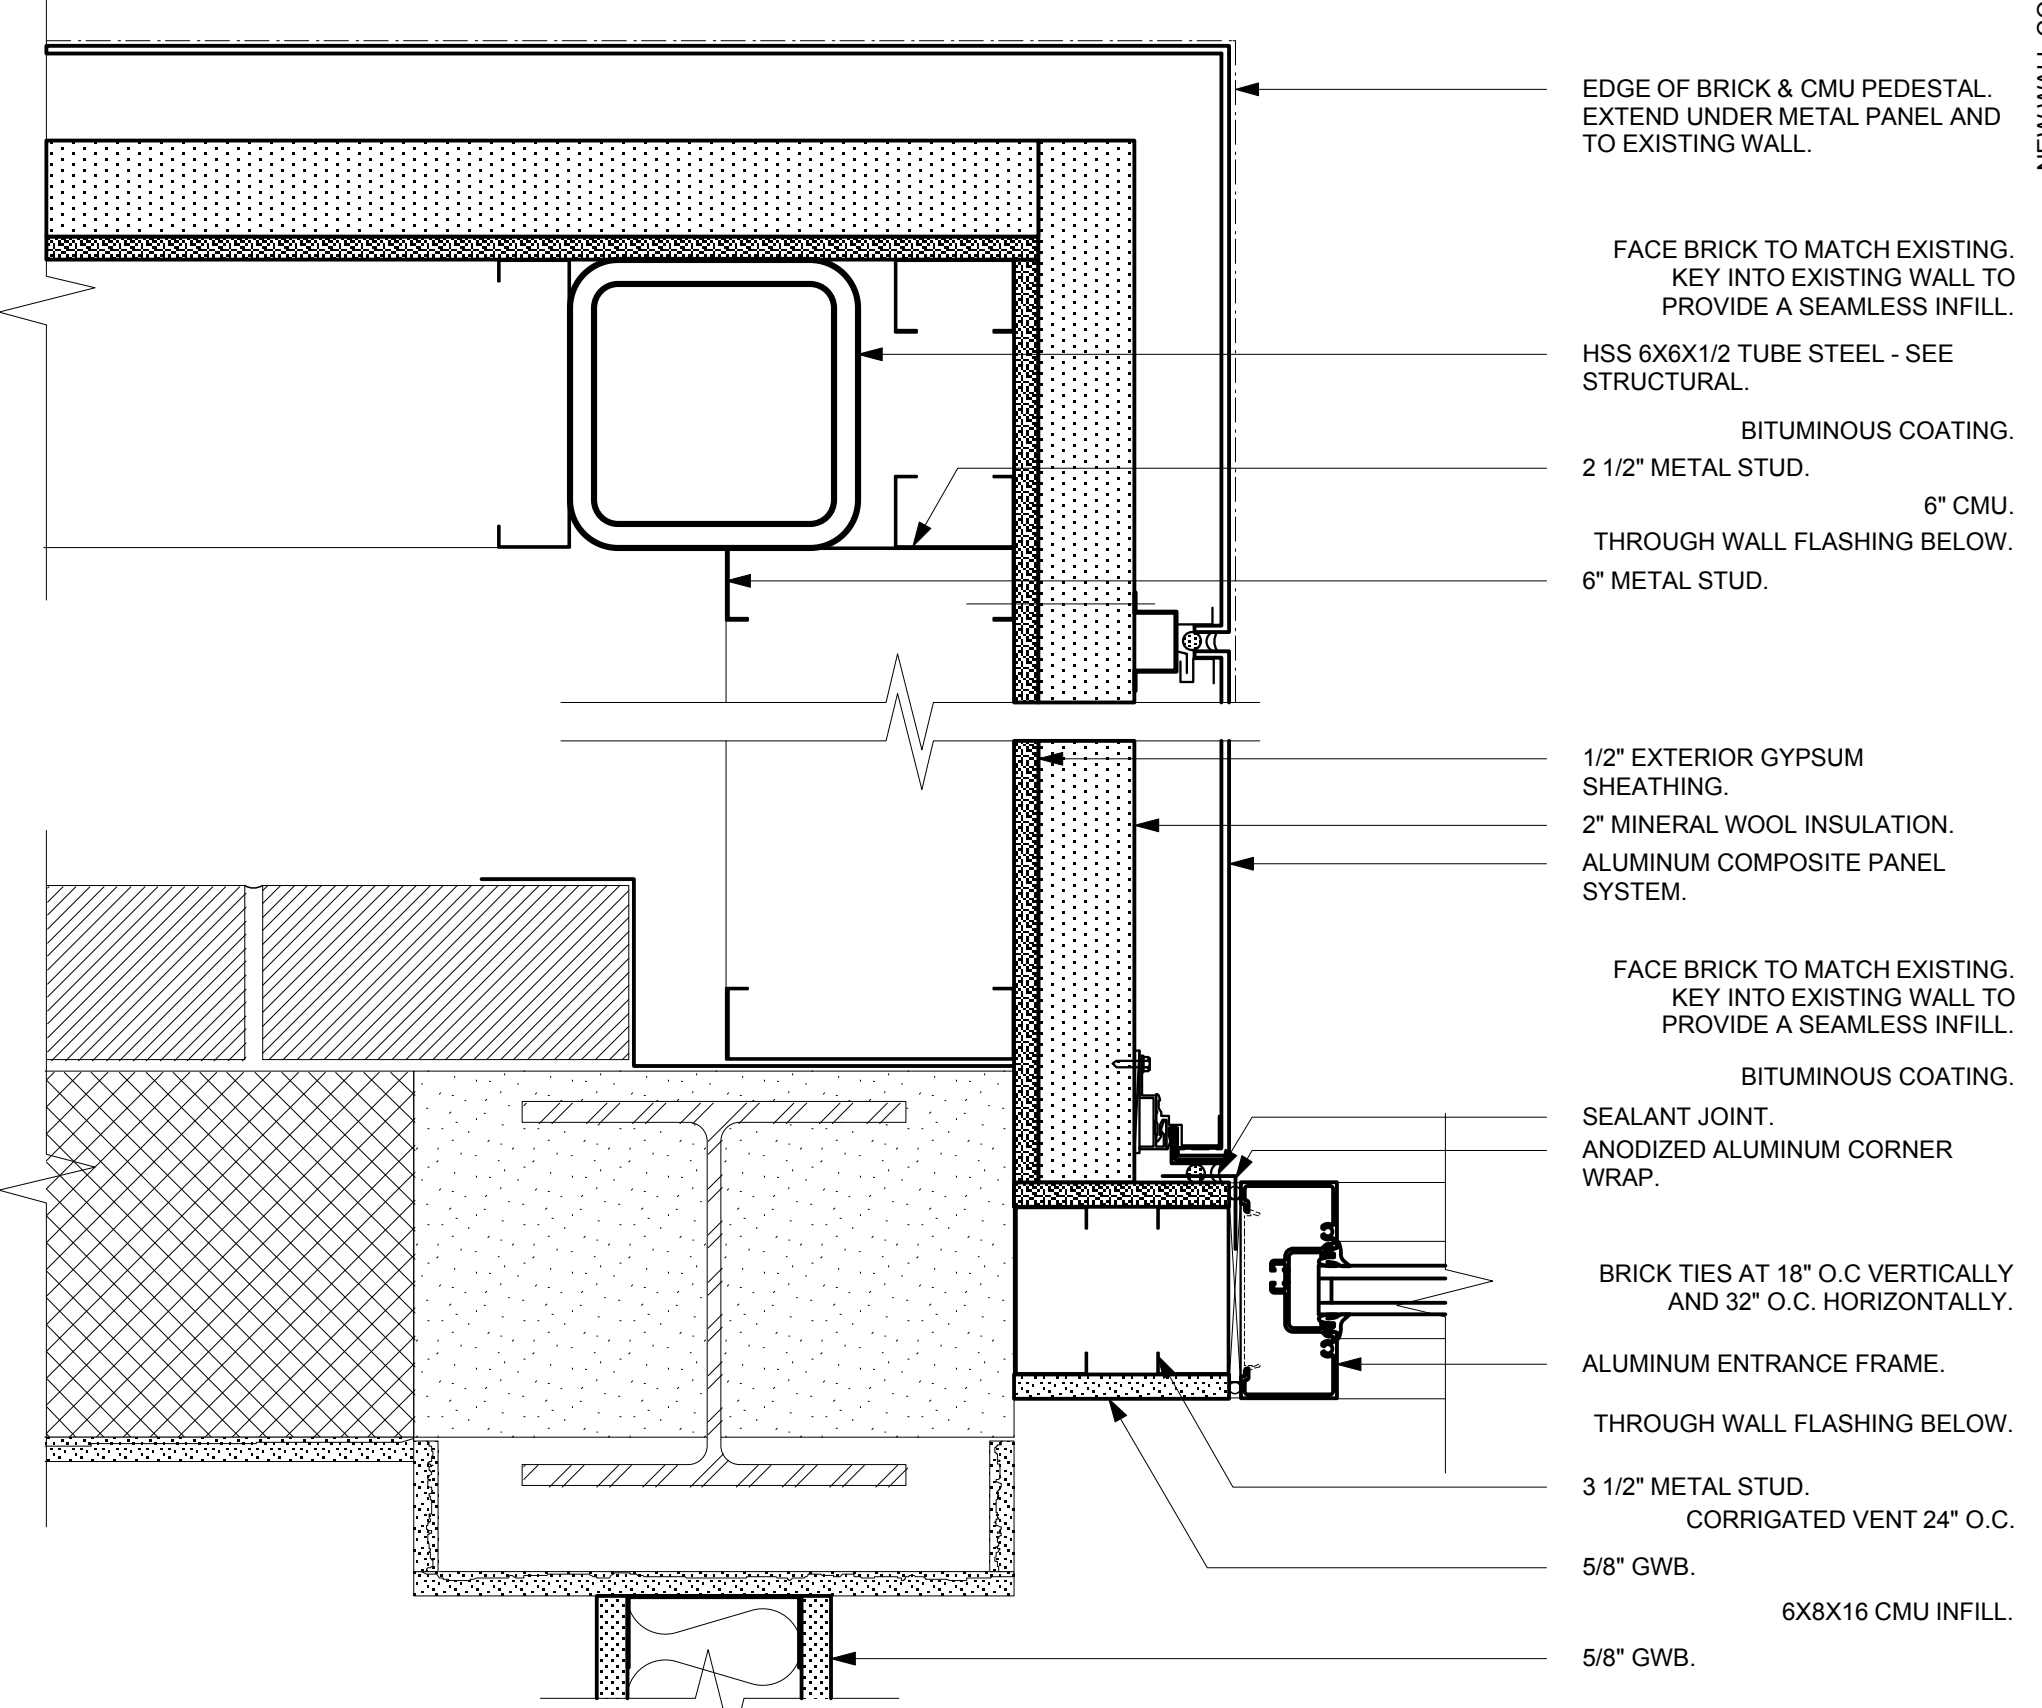 EDGE OF BRICK & CMU PEDESTAL.
EXTEND UNDER METAL PANEL AND
TO EXISTING WALL.
FACE BRICK TO MATCH EXISTING.
KEY INTO EXISTING WALL TO
PROVIDE A SEAMLESS INFILL.
HSS 6X6X1/2 TUBE STEEL - SEE
STRUCTURAL.
BITUMINOUS COATING.
2 1/2" METAL STUD.
6" CMU.
THROUGH WALL FLASHING BELOW.
6" METAL STUD.
1/2" EXTERIOR GYPSUM
SHEATHING.
2" MINERAL WOOL INSULATION.
ALUMINUM COMPOSITE PANEL
SYSTEM.
FACE BRICK TO MATCH EXISTING.
KEY INTO EXISTING WALL TO
PROVIDE A SEAMLESS INFILL.
BITUMINOUS COATING.
SEALANT JOINT.
ANODIZED ALUMINUM CORNER
WRAP.
BRICK TIES AT 18" O.C VERTICALLY
AND 32" O.C. HORIZONTALLY.
ALUMINUM ENTRANCE FRAME.
THROUGH WALL FLASHING BELOW.
3 1/2" METAL STUD.
CORRIGATED VENT 24" O.C.
5/8" GWB.
6X8X16 CMU INFILL.
5/8" GWB.